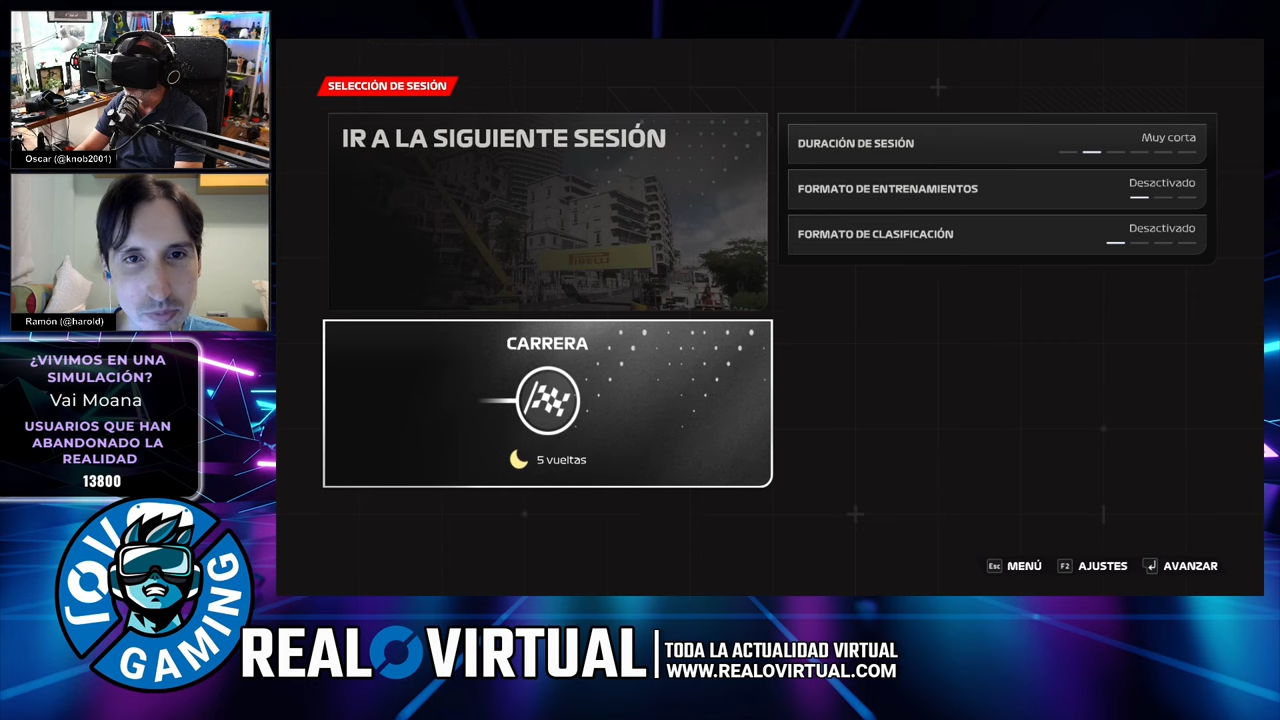 Oscar (@knob2001)
Ramón (@harold)
¿VIVIMOS EN UNA
SIMULACIÓN?
Vai Moana
USUARIOS QUE HAN
ABANDONADO LA
REALIDAD
13800
SELECCIÓN DE SESIÓN
IR A LA SIGUIENTE SESIÓN
PIRELLI
CARRERA
5 vueltas
DURACIÓN DE SESIÓN
Muy corta
FORMATO DE ENTRENAMIENTOS
Desactivado
FORMATO DE CLASIFICACIÓN
Desactivado
Esc MENÚ
F2 AJUSTES
AVANZAR
ROV
GAMING
REAL O VIRTUAL
TODA LA ACTUALIDAD VIRTUAL
WWW.REALOVIRTUAL.COM